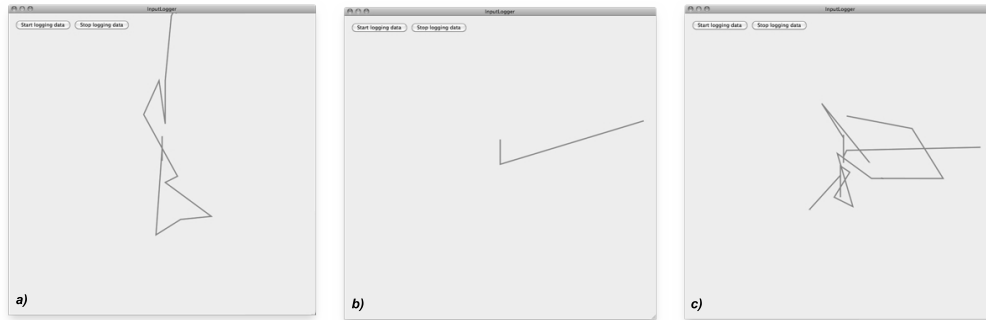 InputLogger
Start logging data Stop logging data
a)
InputLogger
Start logging data Stop logging data
b)
InputLogger
Start logging data Stop logging data
c)